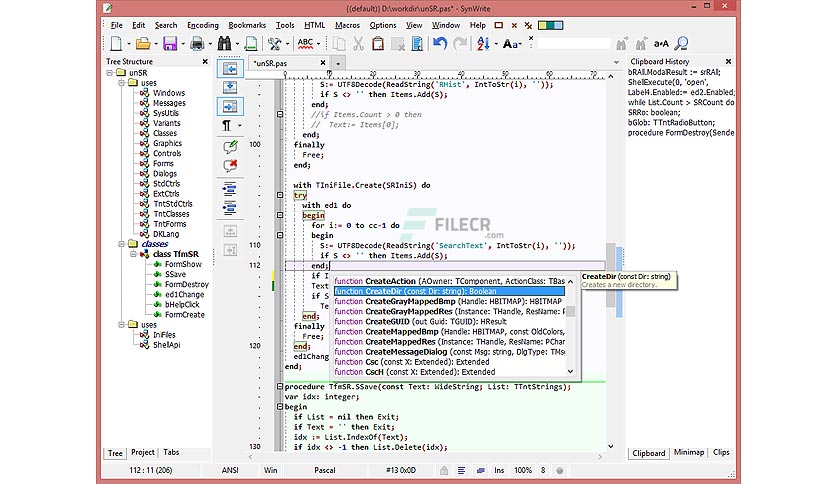 {(default)} D:\workdir\unSR.pas* - SynWrite
File Edit Search Encoding Bookmarks Tools HTML Macros Options Help
ABC
Aa
Tree Structure
unSR
uses
Windows
Messages
SysUtils
Variants
Classes
Graphics
Controls
Forms
Dialogs
StdCtrls
ExtCtrls
TntStdCtrls
TntClasses
TntForms
DKLang
classes
class TfmSR
FormShow
SSave
FormDestroy
ed1Change
bHelpClick
FormCreate
uses
IniFiles
ShellApi
Tree Project Tabs
*unSR.pas
0 10 20 30 40 50 60 70
S:= UTF8Decode(ReadString('RHist', IntToStr(i), ''));
if S <> '' then Items.Add(S);
end;
//if Items.Count > 0 then
// Text:= Items[0];
end;
100 finally
Free;
end;
with TIniFile.Create(SRIniS) do
try
with ed1 do
begin
for i:= 0 to cc-1 do
begin
110 S:= UTF8Decode(ReadString('SearchText', IntToStr(i), ''));
if S <> '' then Items.Add(S);
112 end;
if I
Text
if S
Te
end;
finally
Free;
end;
120 ed1Chang
end;
procedure TfmSR.SSave(const Text: WideString; List: TTntStrings);
var idx: integer;
begin
if List = nil then Exit;
if Text = '' then Exit;
idx := List.IndexOf(Text);
130 if idx <> -1 then List.Delete(idx);
function CreateAction (AOwner: TComponent, ActionClass: TBas
function CreateDir (const Dir: string): Boolean
function CreateGrayMappedBmp (Handle: HBITMAP): HBITMAP
function CreateGrayMappedRes (Instance: THandle, ResName: P
function CreateGUID (out Guid: TGUID): HResult
function CreateMappedBmp (Handle: HBITMAP, const OldColors,
function CreateMappedRes (Instance: THandle, ResName: PChar
function CreateMessageDialog (const Msg: string, DlgType: TMs
function Csc (const X: Extended): Extended
function CscH (const X: Extended): Extended
CreateDir (const Dir: string)
Creates a new directory.
FILECR
.com
Clipboard History
bRAll.ModalResult := srAll;
ShellExecute(0, 'open',
Label4.Enabled:= ed2.Enabled;
while List.Count > SRCount do
SRRo: boolean;
bGlob: TTntRadioButton;
procedure FormDestroy(Sende
Clipboard Minimap Clips
112 : 11 (206) ANSI Win Pascal #13 0x0D Ins 100% 8